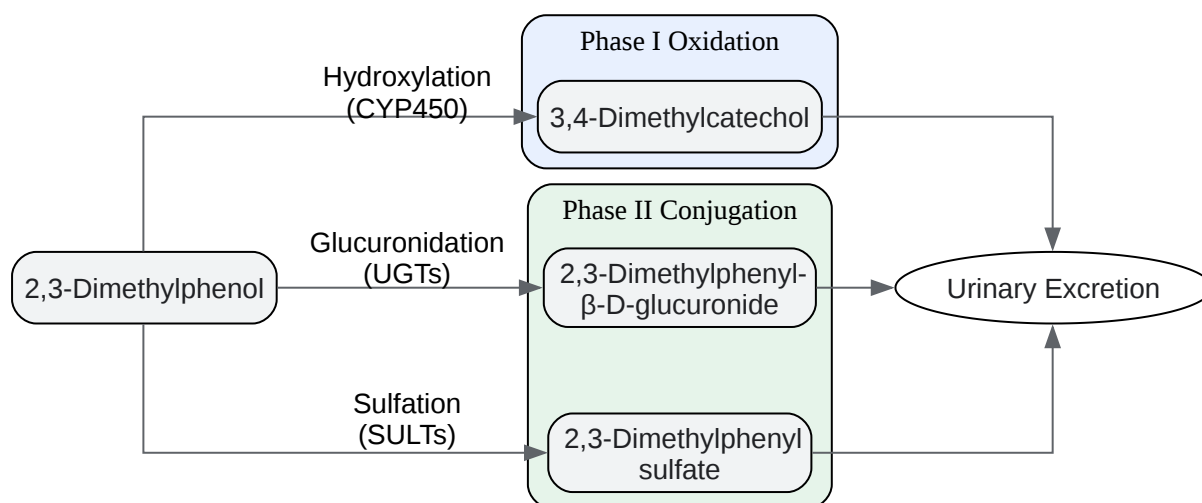 Phase I Oxidation
Hydroxylation
(CYP450)
3,4-Dimethylcatechol
Phase II Conjugation
Glucuronidation
(UGTs)
2,3-Dimethylphenol
2,3-Dimethylphenyl-
β-D-glucuronide
Urinary Excretion
Sulfation
(SULTs)
2,3-Dimethylphenyl
sulfate